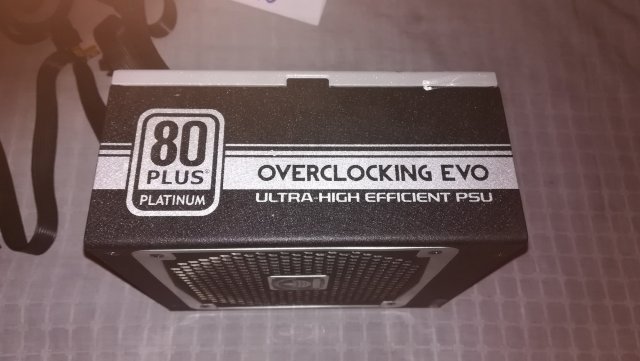 80
PLUS®
PLATINUM
OVERCLOCKING EVO
ULTRA-HIGH EFFICIENT PSU